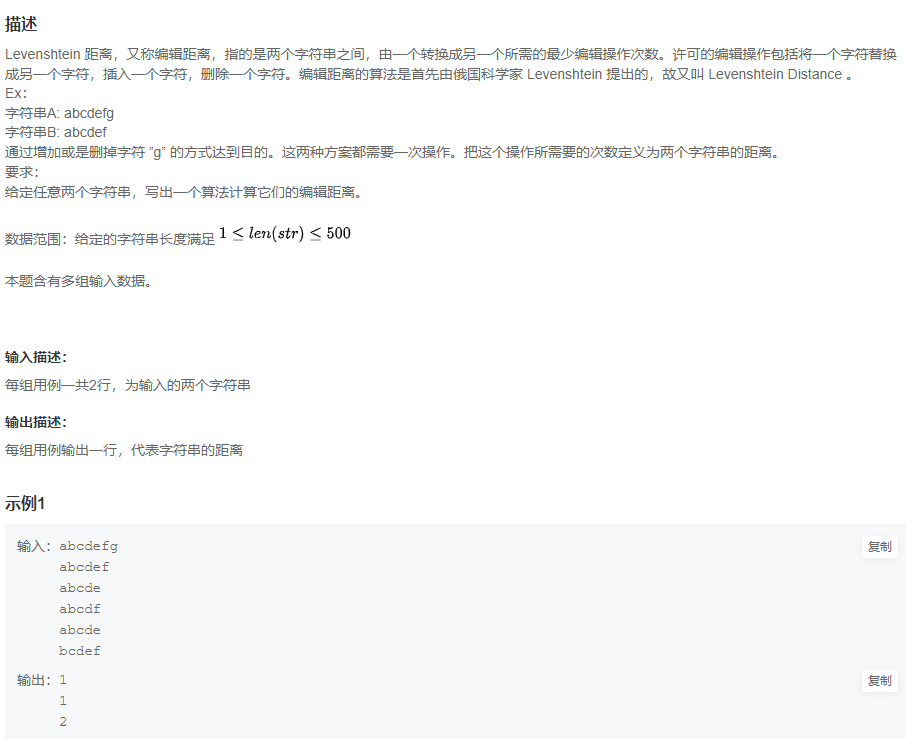 描述
Levenshtein 距离，又称编辑距离，指的是两个字符串之间，由一个转换成另一个所需的最少编辑操作次数。许可的编辑操作包括将一个字符替换
成另一个字符，插入一个字符，删除一个字符。编辑距离的算法是首先由俄国科学家 Levenshtein 提出的，故又叫 Levenshtein Distance 。
Ex：
字符串A: abcdefg
字符串B: abcdef
通过增加或是删掉字符 ”g” 的方式达到目的。这两种方案都需要一次操作。把这个操作所需要的次数定义为两个字符串的距离。
要求：
给定任意两个字符串，写出一个算法计算它们的编辑距离。
数据范围：给定的字符串长度满足 1 ≤ len(str) ≤ 500
本题含有多组输入数据。
输入描述：
每组用例一共2行，为输入的两个字符串
输出描述：
每组用例输出一行，代表字符串的距离
示例1
输入：abcdefg 复制
abcdef
abcde
abcdf
abcde
bcdef
输出：1 复制
1
2